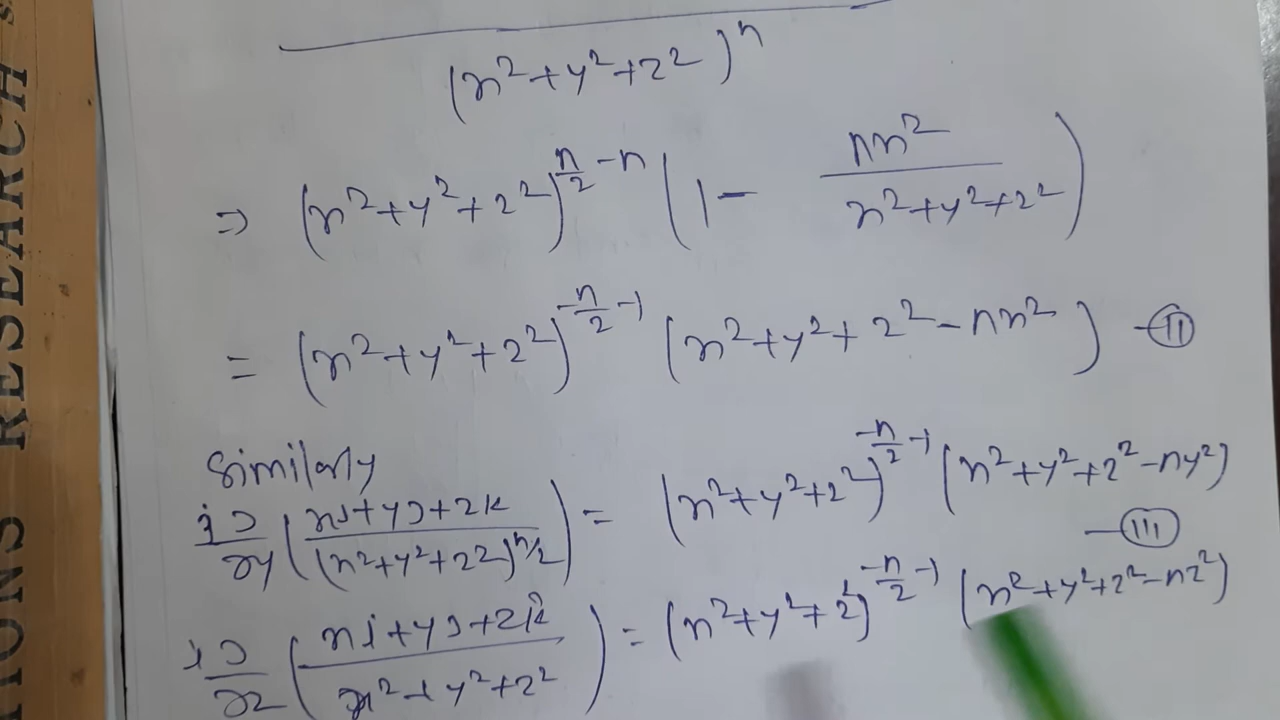 (x²+y²+z²)ⁿ
⇒ (x²+y²+z²)^(n/2 -n) (1- nx²/(x²+y²+z²))
= (x²+y²+z²)^(-n/2 -1) (x²+y²+z²-nx²) -(II)
Similarly
j ∂/∂y ((xi+yj+zk)/(x²+y²+z²)^(n/2)) = (x²+y²+z²)^(-n/2 -1) (x²+y²+z²-ny²)
-(III)
∂/∂z ((xi+yj+zk̂)/(x²+y²+z²)) = (x²+y²+z²)^(-n/2 -1) (x²+y²+z²-nz²)
RESEARCH